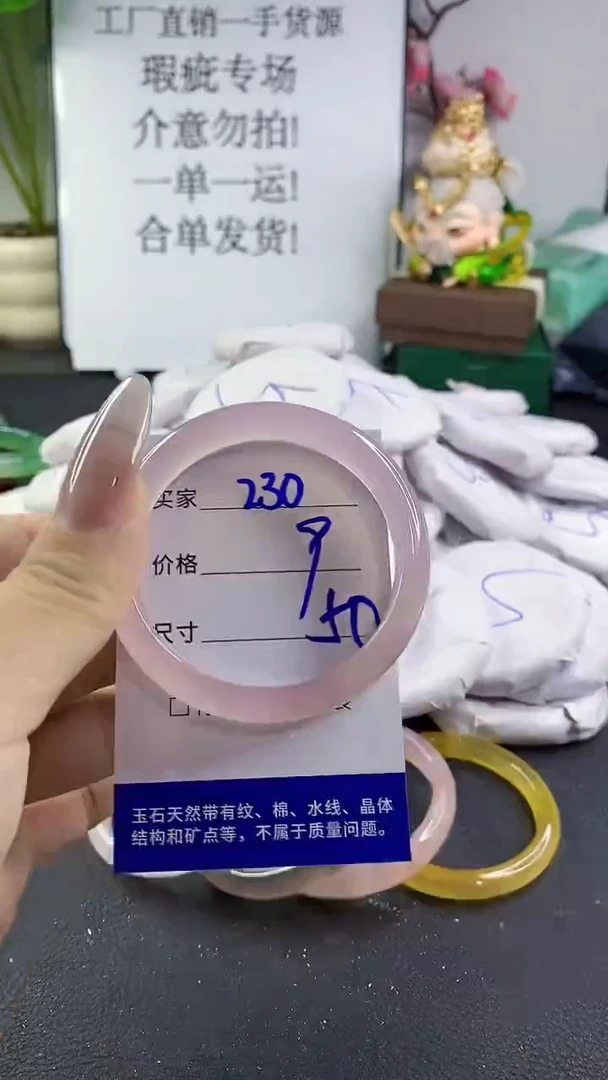 工厂直销一手货源
瑕疵专场
介意勿拍!
一单一运!
合单发货!
买家 230
价格 9
尺寸 50
玉石天然带有纹、棉、水线、晶体
结构和矿点等，不属于质量问题。